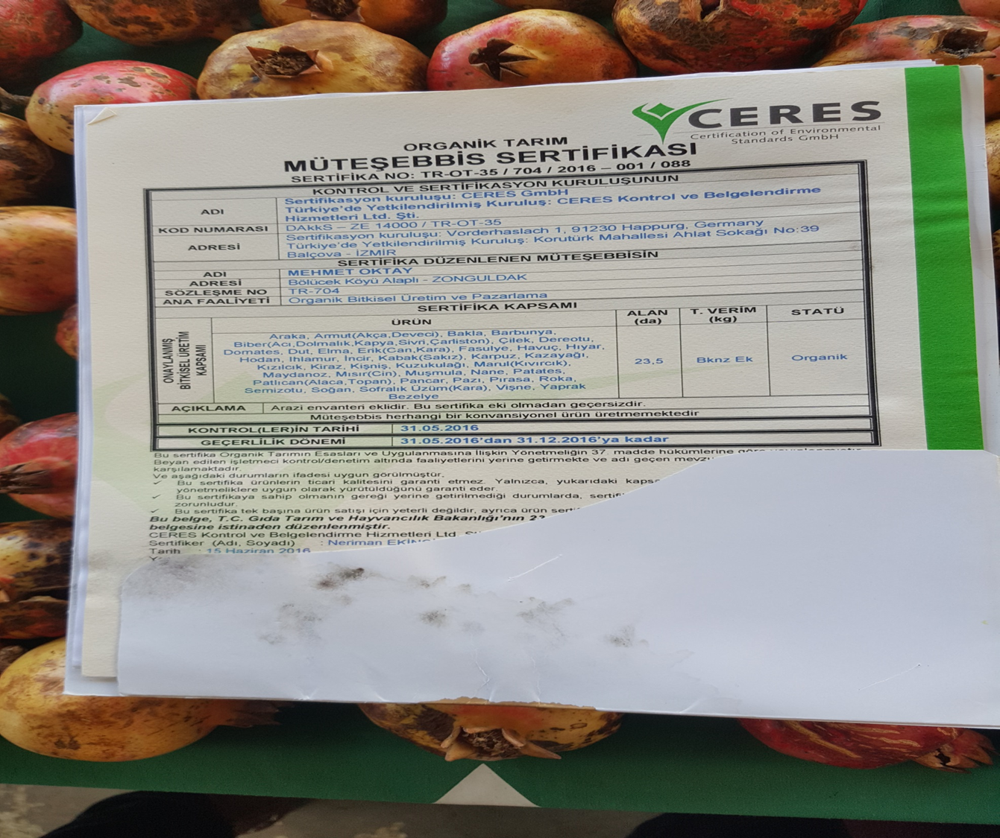 CERES
Certification of Environmental
Standards GmbH
ORGANİK TARIM
MÜTEŞEBBİS SERTİFİKASI
SERTİFİKA NO: TR-OT-35 / 704 / 2016 – 001 / 088
KONTROL VE SERTİFİKASYON KURULUŞUNUN
ADI
Sertifikasyon kuruluşu: CERES GmbH
Türkiye'de Yetkilendirilmiş Kuruluş: CERES Kontrol ve Belgelendirme
Hizmetleri Ltd. Şti.
KOD NUMARASI DAkkS – ZE 14000 / TR-OT-35
ADRESİ
Sertifikasyon kuruluşu: Vorderhaslach 1, 91230 Happurg, Germany
Türkiye'de Yetkilendirilmiş Kuruluş: Korutürk Mahallesi Ahlat Sokağı No:39
Balçova - İZMİR
SERTİFİKA DÜZENLENEN MÜTEŞEBBİSİN
ADI MEHMET OKTAY
ADRESİ Bölücek Köyü Alaplı - ZONGULDAK
SÖZLEŞME NO TR-704
ANA FAALİYETİ Organik Bitkisel Üretim ve Pazarlama
SERTİFİKA KAPSAMI
ONAYLANMIŞ
BİTKİSEL ÜRETİM
KAPSAMI
ÜRÜN
ALAN
(da)
T. VERİM
(kg)
STATÜ
Araka, Armut(Akça,Deveci), Bakla, Barbunya,
Biber(Acı,Dolmalık,Kapya,Sivri,Çarliston), Çilek, Dereotu,
Domates, Dut, Elma, Erik(Can,Kara), Fasulye, Havuç, Hıyar,
Hodan, Ihlamur, İncir, Kabak(Sakız), Karpuz, Kazayağı,
Kızılcık, Kiraz, Kişniş, Kuzukulağı, Marul(Kıvırcık),
Maydanoz, Mısır(Cin), Muşmula, Nane, Patates,
Patlıcan(Alaca,Topan), Pancar, Pazı, Pırasa, Roka,
Semizotu, Soğan, Sofralık Üzüm(Kara), Vişne, Yaprak
Bezelye
23,5
Bknz Ek
Organik
AÇIKLAMA Arazi envanteri eklidir. Bu sertifika eki olmadan geçersizdir.
Müteşebbis herhangi bir konvansiyonel ürün üretmemektedir
KONTROL(LER)İN TARİHİ 31.05.2016
GEÇERLİLİK DÖNEMİ 31.05.2016'dan 31.12.2016'ya kadar
Bu sertifika Organik Tarımın Esasları ve Uygulanmasına İlişkin Yönetmeliğin 37. madde hükümlerine
Beyan edilen işletmeci kontrol/denetim altında faaliyetlerini yerine getirmekte ve adı geçen
karşılamaktadır.
Ve aşağıdaki durumların ifadesi uygun görülmüştür.
✓ Bu sertifika ürünlerin ticari kalitesini garanti etmez. Yalnızca, yukarıdaki
yönetmeliklere uygun olarak yürütüldüğünü garanti eder.
✓ Bu sertifikaya sahip olmanın gereği yerine getirilmediği durumlarda,
zorunludur.
✓ Bu sertifika tek başına ürün satışı için yeterli değildir, ayrıca ürün
Bu belge, T.C. Gıda Tarım ve Hayvancılık Bakanlığı'nın
belgesine istinaden düzenlenmiştir.
CERES Kontrol ve Belgelendirme Hizmetleri Ltd.
Sertifiker (Adı, Soyadı) : Neriman
Tarih : 15 Haziran 2016